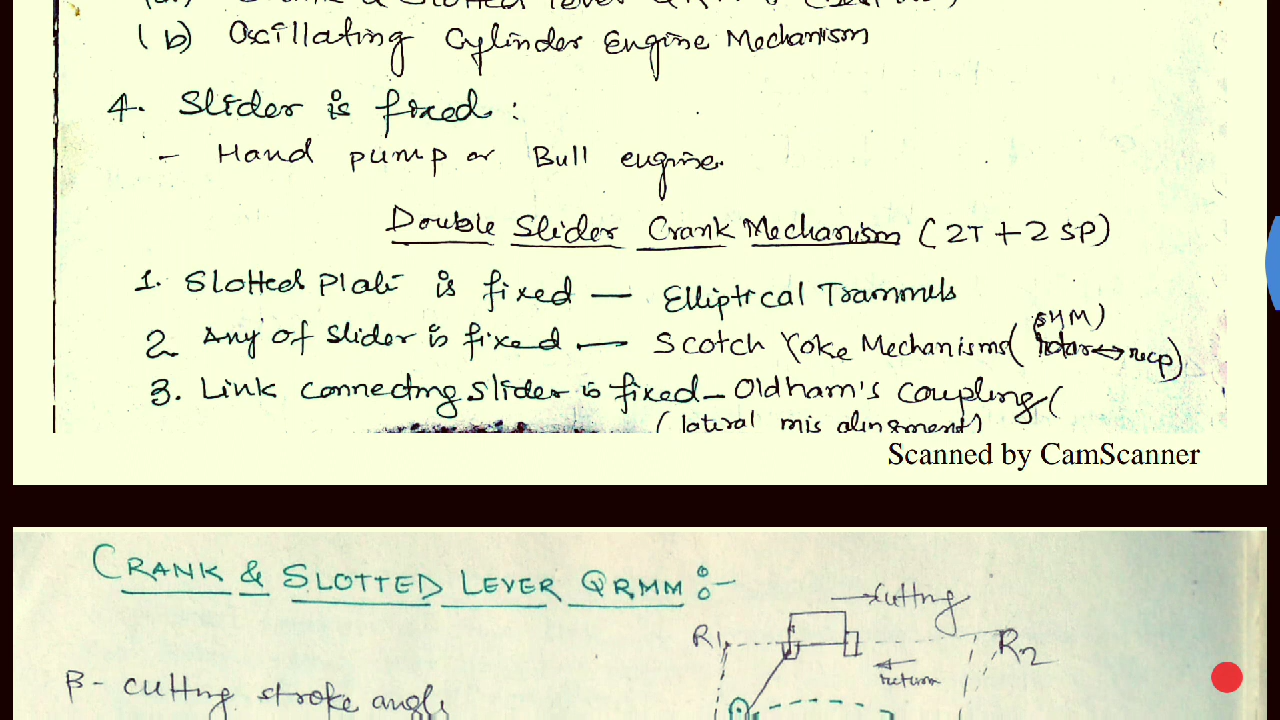 (b) Oscillating Cylinder Engine Mechanism
4. Slider is fixed :
- Hand pump or Bull engine.
Double Slider Crank Mechanism (2T + 2SP)
1. Slotted Plate is fixed — Elliptical Trammels
2. Any of slider is fixed — Scotch Yoke Mechanisms (
SHM)
rotar ↔ recp)
3. Link connecting slider is fixed - Oldham's coupling (
( lateral mis alingment)
Scanned by CamScanner
CRANK & SLOTTED LEVER QRMM :-
→ cutting
R1
R2
← return
β - cutting stroke angle